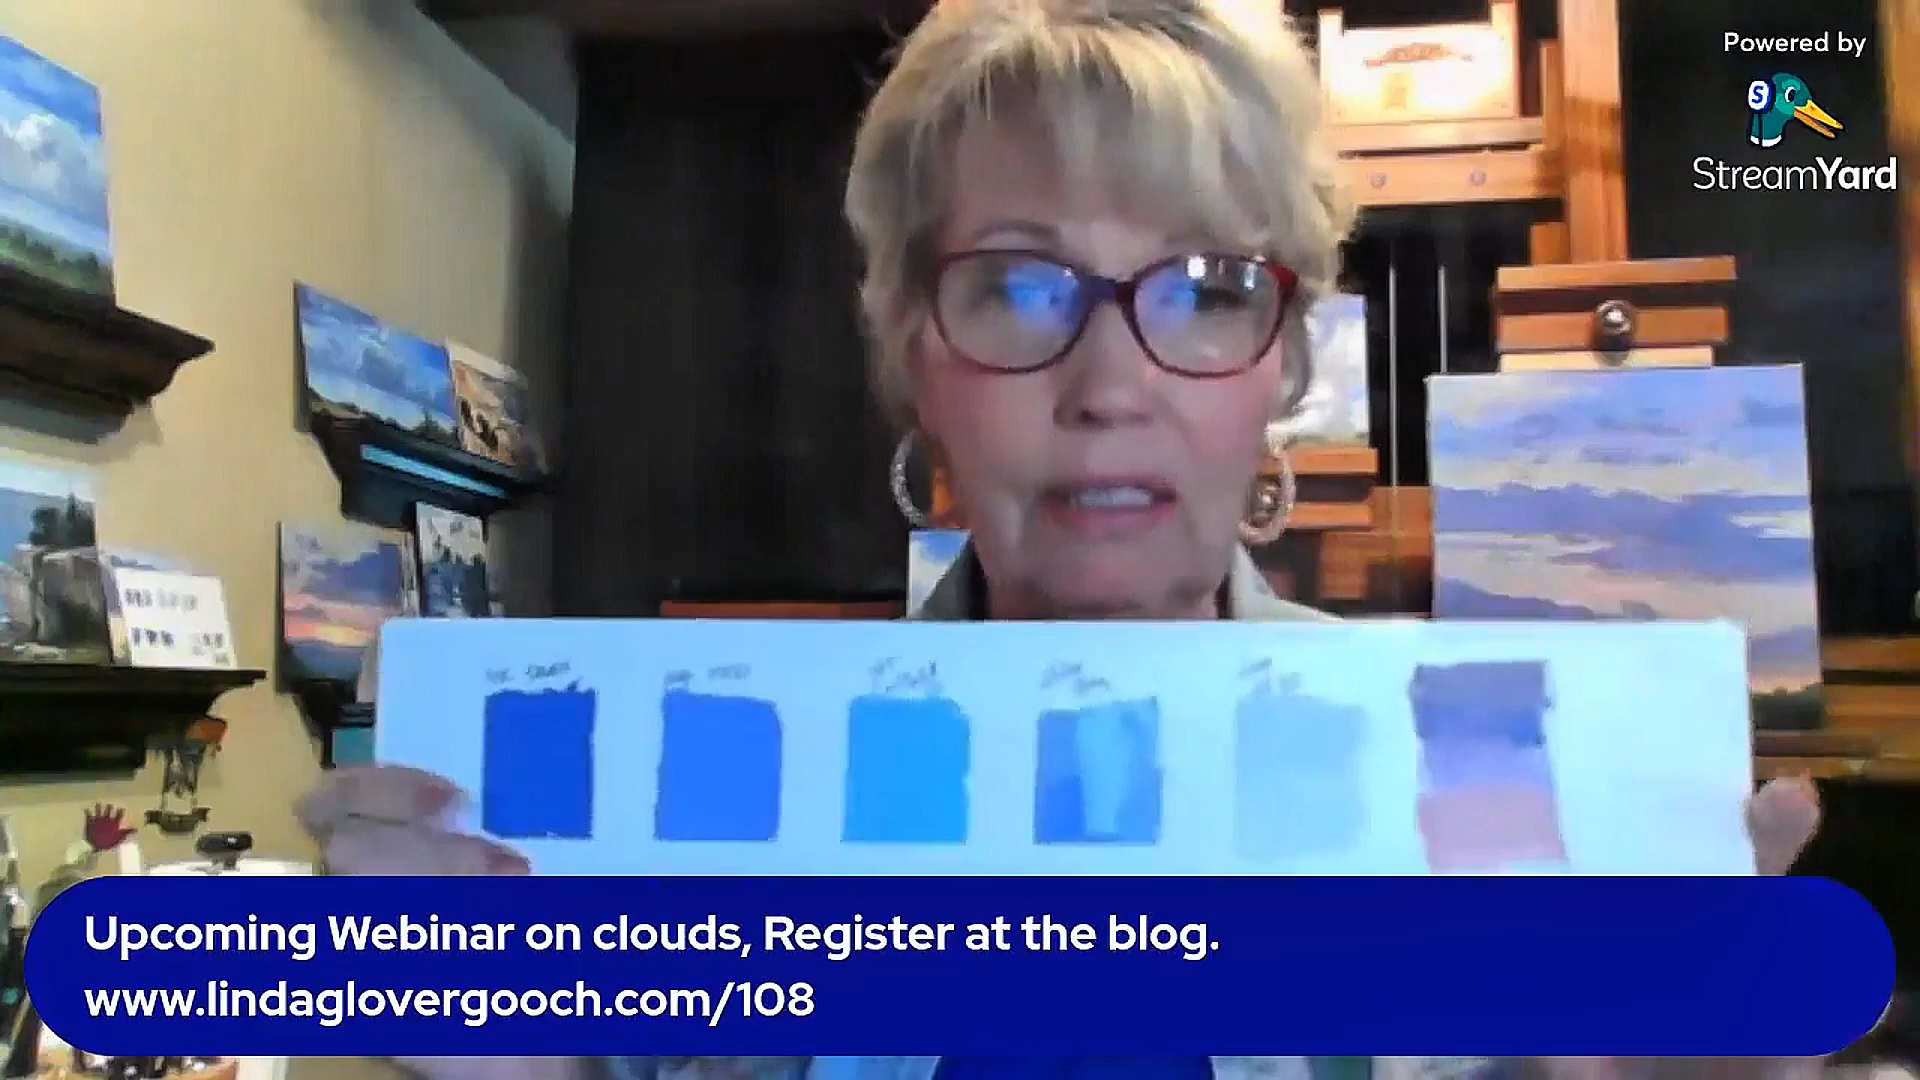 Powered by
S
StreamYard
Upcoming Webinar on clouds, Register at the blog.
www.lindaglovergooch.com/108